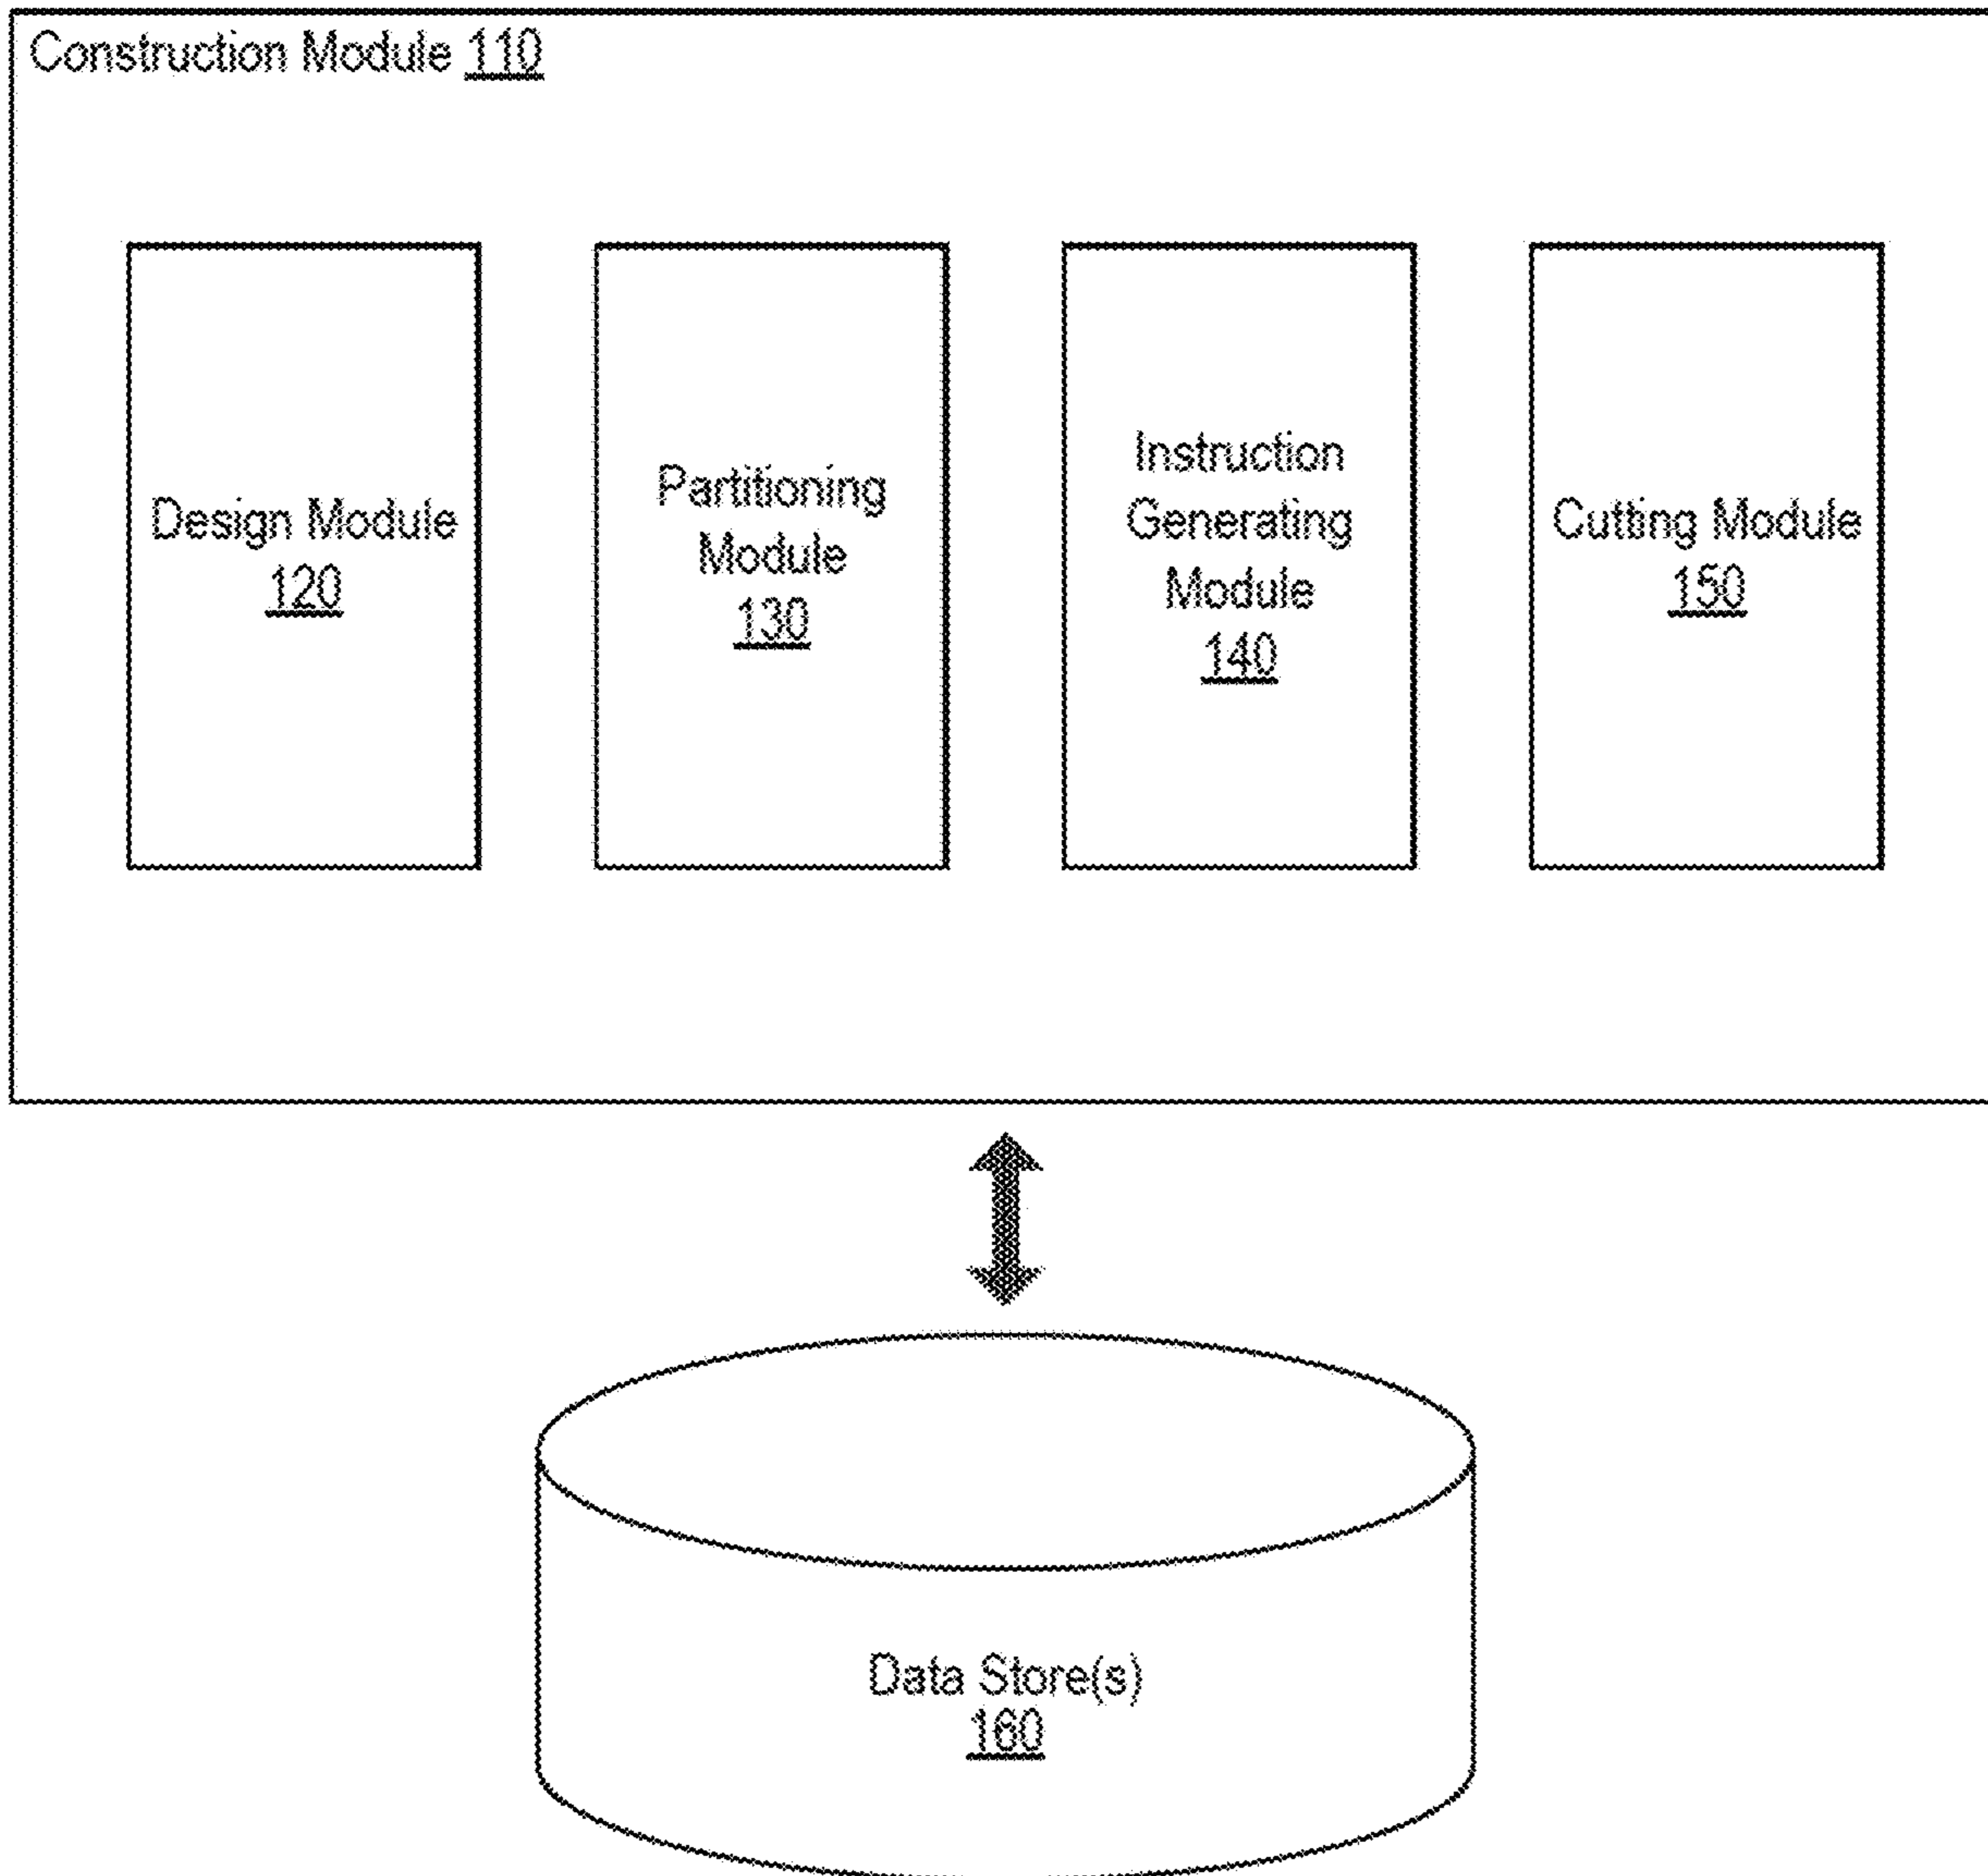 Construction Module 110
Design Module
120
Partitioning
Module
130
Instruction
Generating
Module
140
Cutting Module
150
Data Store(s)
160